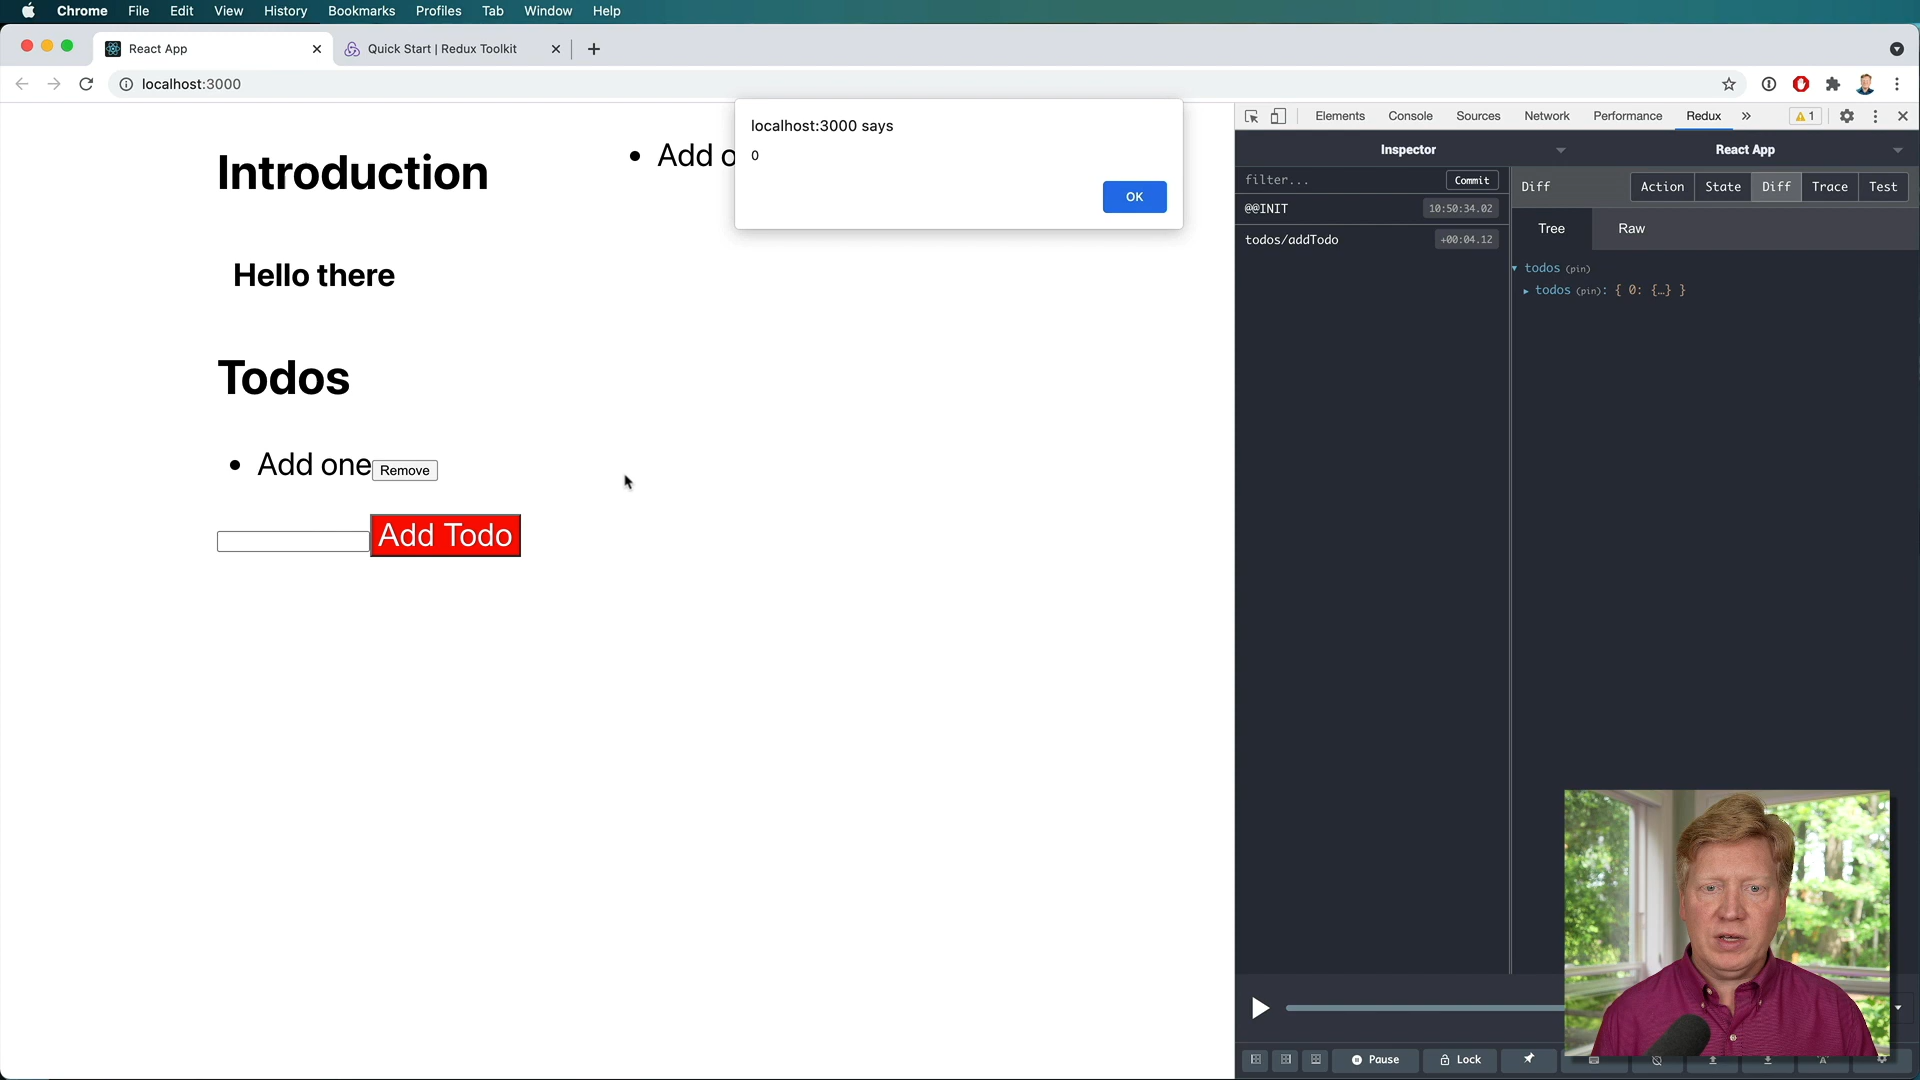 Chrome File Edit View History Bookmarks Profiles Tab Window Help
React App Quick Start | Redux Toolkit
localhost:3000
localhost:3000 says
0
OK
Introduction
Add o
Hello there
Todos
Add one Remove
Add Todo
Elements Console Sources Network Performance Redux 1
Inspector React App
filter... Commit
Diff Action State Diff Trace Test
@@INIT 10:50:34.02
Tree Raw
todos/addTodo +00:04.12
todos (pin)
todos (pin): { 0: {…} }
Pause Lock